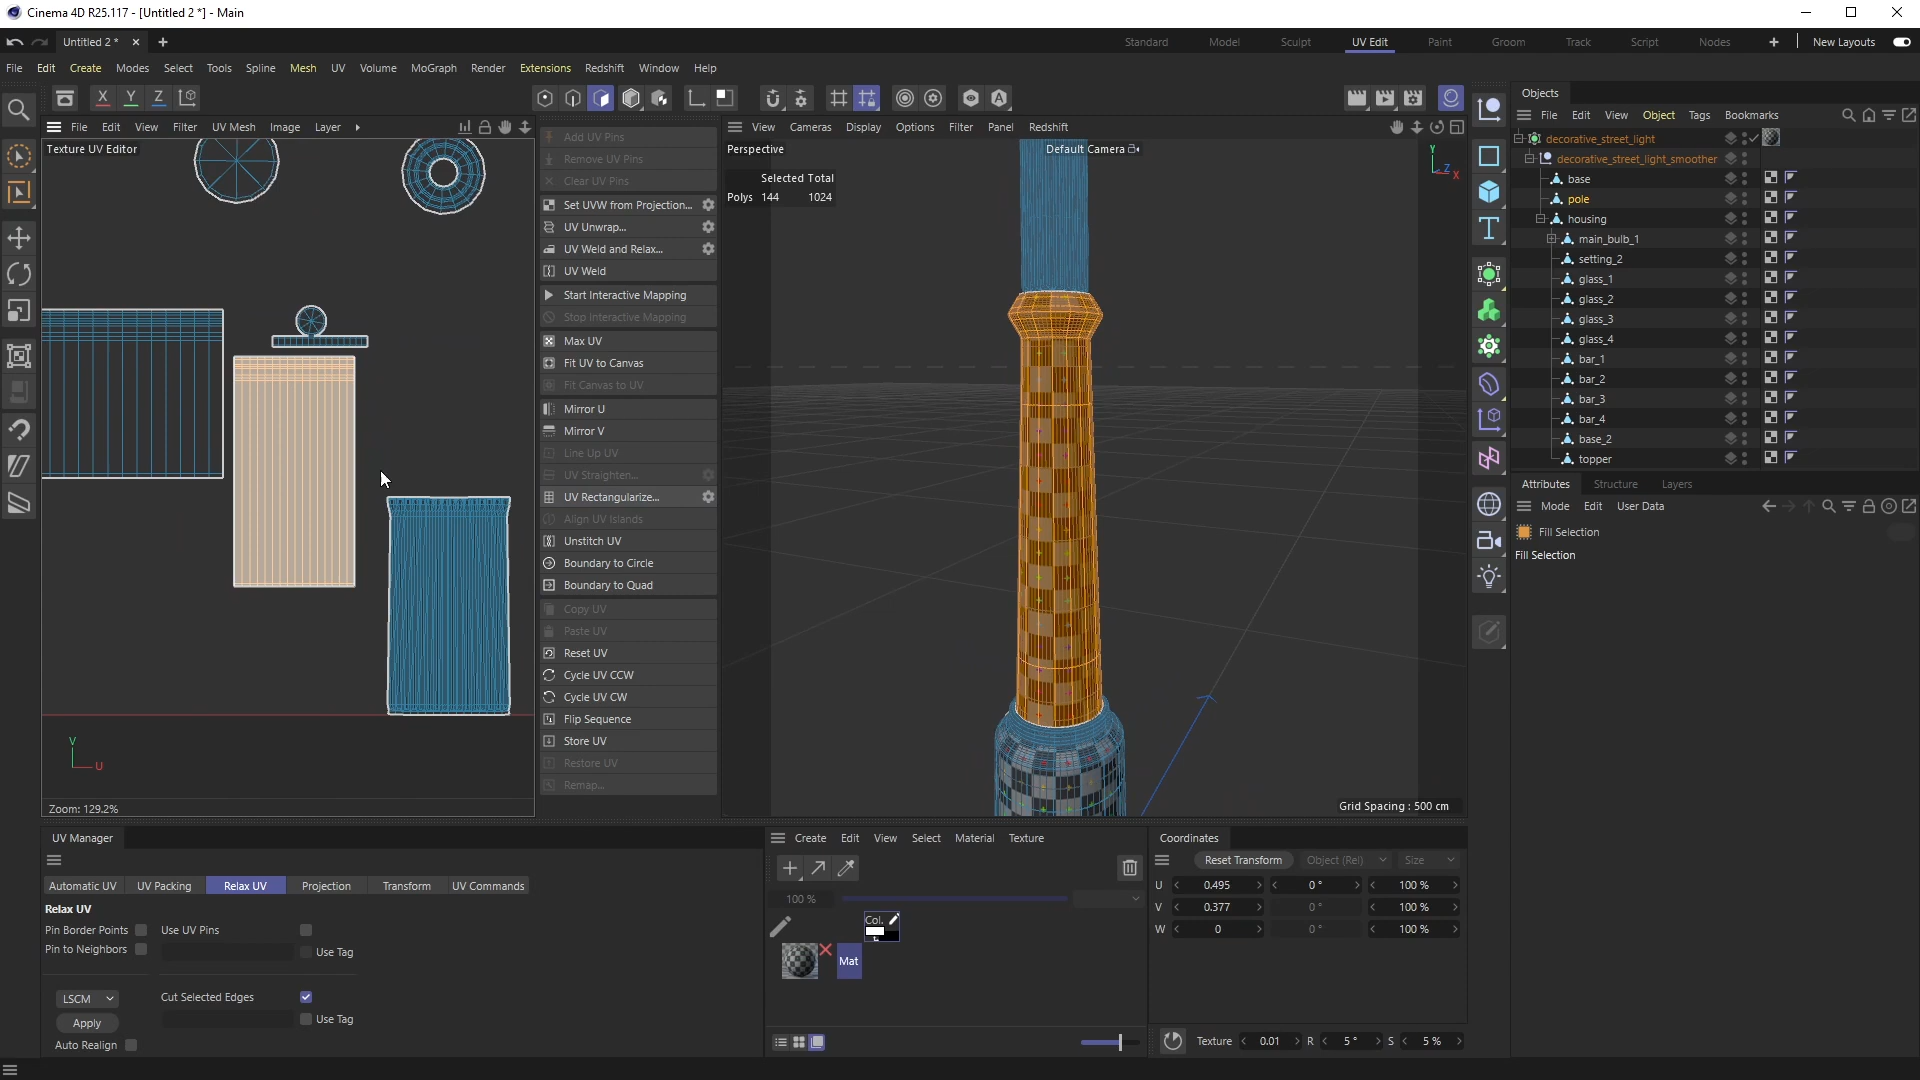 Cinema 4D R25.117 - [Untitled 2 *] - Main
Untitled 2 *
Standard
Model
Sculpt
UV Edit
Paint
Groom
Track
Script
Nodes
New Layouts
File Edit Create Modes Select Tools Spline Mesh UV Volume MoGraph Render Extensions Redshift Window Help
X Y Z
File Edit View Filter UV Mesh Image Layer
Texture UV Editor
V
U
Zoom: 129.2%
Add UV Pins
Remove UV Pins
Clear UV Pins
Set UVW from Projection...
UV Unwrap...
UV Weld and Relax...
UV Weld
Start Interactive Mapping
Stop Interactive Mapping
Max UV
Fit UV to Canvas
Fit Canvas to UV
Mirror U
Mirror V
Line Up UV
UV Straighten...
UV Rectangularize...
Align UV Islands
Unstitch UV
Boundary to Circle
Boundary to Quad
Copy UV
Paste UV
Reset UV
Cycle UV CCW
Cycle UV CW
Flip Sequence
Store UV
Restore UV
Remap...
View Cameras Display Options Filter Panel Redshift
Perspective
Default Camera
Selected Total
Polys 144 1024
Y
Z
X
Grid Spacing : 500 cm
Objects
File Edit View Object Tags Bookmarks
decorative_street_light
decorative_street_light_smoother
base
pole
housing
main_bulb_1
setting_2
glass_1
glass_2
glass_3
glass_4
bar_1
bar_2
bar_3
bar_4
base_2
topper
Attributes Structure Layers
Mode Edit User Data
Fill Selection
Fill Selection
UV Manager
Automatic UV UV Packing Relax UV Projection Transform UV Commands
Relax UV
Pin Border Points Use UV Pins
Pin to Neighbors Use Tag
LSCM Cut Selected Edges
Apply Use Tag
Auto Realign
Create Edit View Select Material Texture
100 %
Col.
Mat
Coordinates
Reset Transform Object (Rel) Size
U 0.495 0 ° 100 %
V 0.377 0 ° 100 %
W 0 0 ° 100 %
Texture 0.01 R 5 ° S 5 %